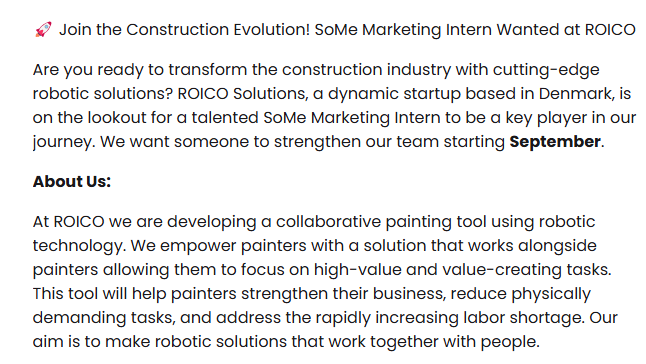 🚀 Join the Construction Evolution! SoMe Marketing Intern Wanted at ROICO
Are you ready to transform the construction industry with cutting-edge
robotic solutions? ROICO Solutions, a dynamic startup based in Denmark, is
on the lookout for a talented SoMe Marketing Intern to be a key player in our
journey. We want someone to strengthen our team starting September.
About Us:
At ROICO we are developing a collaborative painting tool using robotic
technology. We empower painters with a solution that works alongside
painters allowing them to focus on high-value and value-creating tasks.
This tool will help painters strengthen their business, reduce physically
demanding tasks, and address the rapidly increasing labor shortage. Our
aim is to make robotic solutions that work together with people.